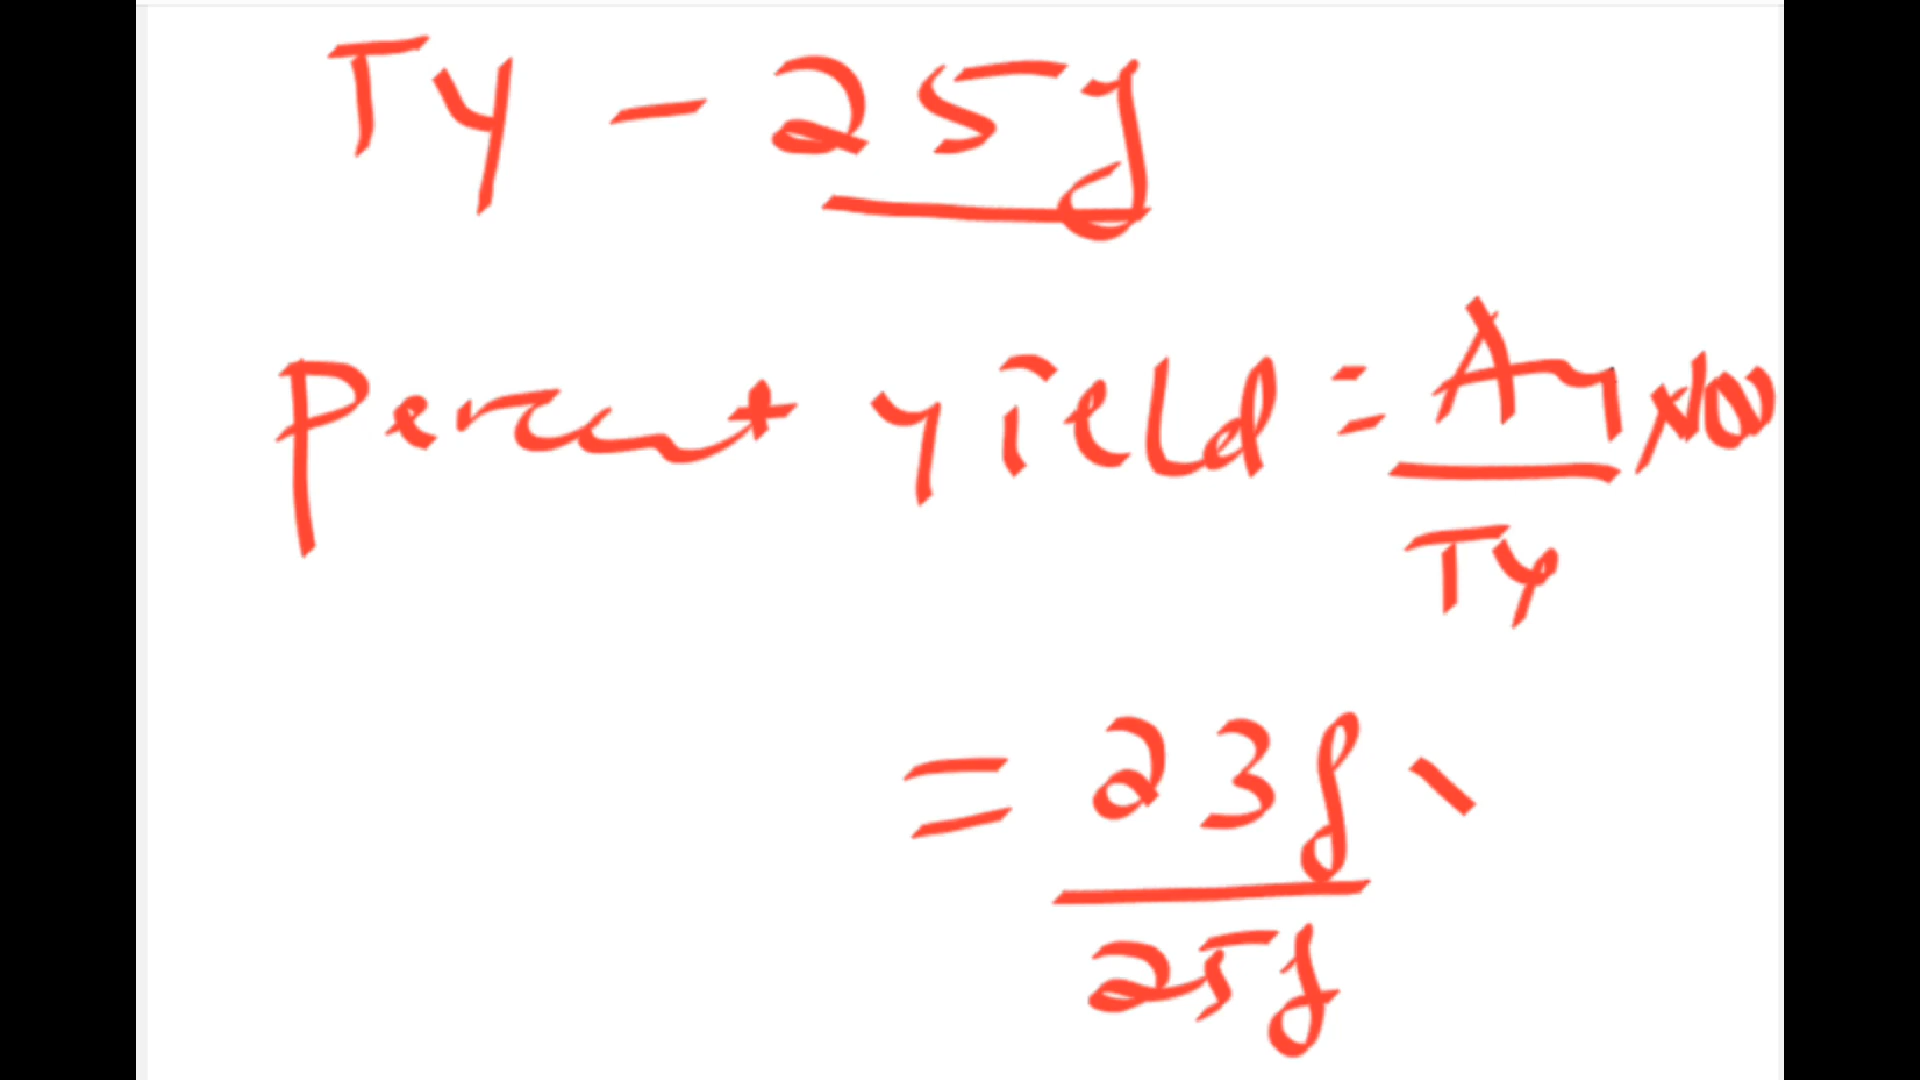 Ty - 25g
Percent yield = Ay x100
Ty
= 23g
25g